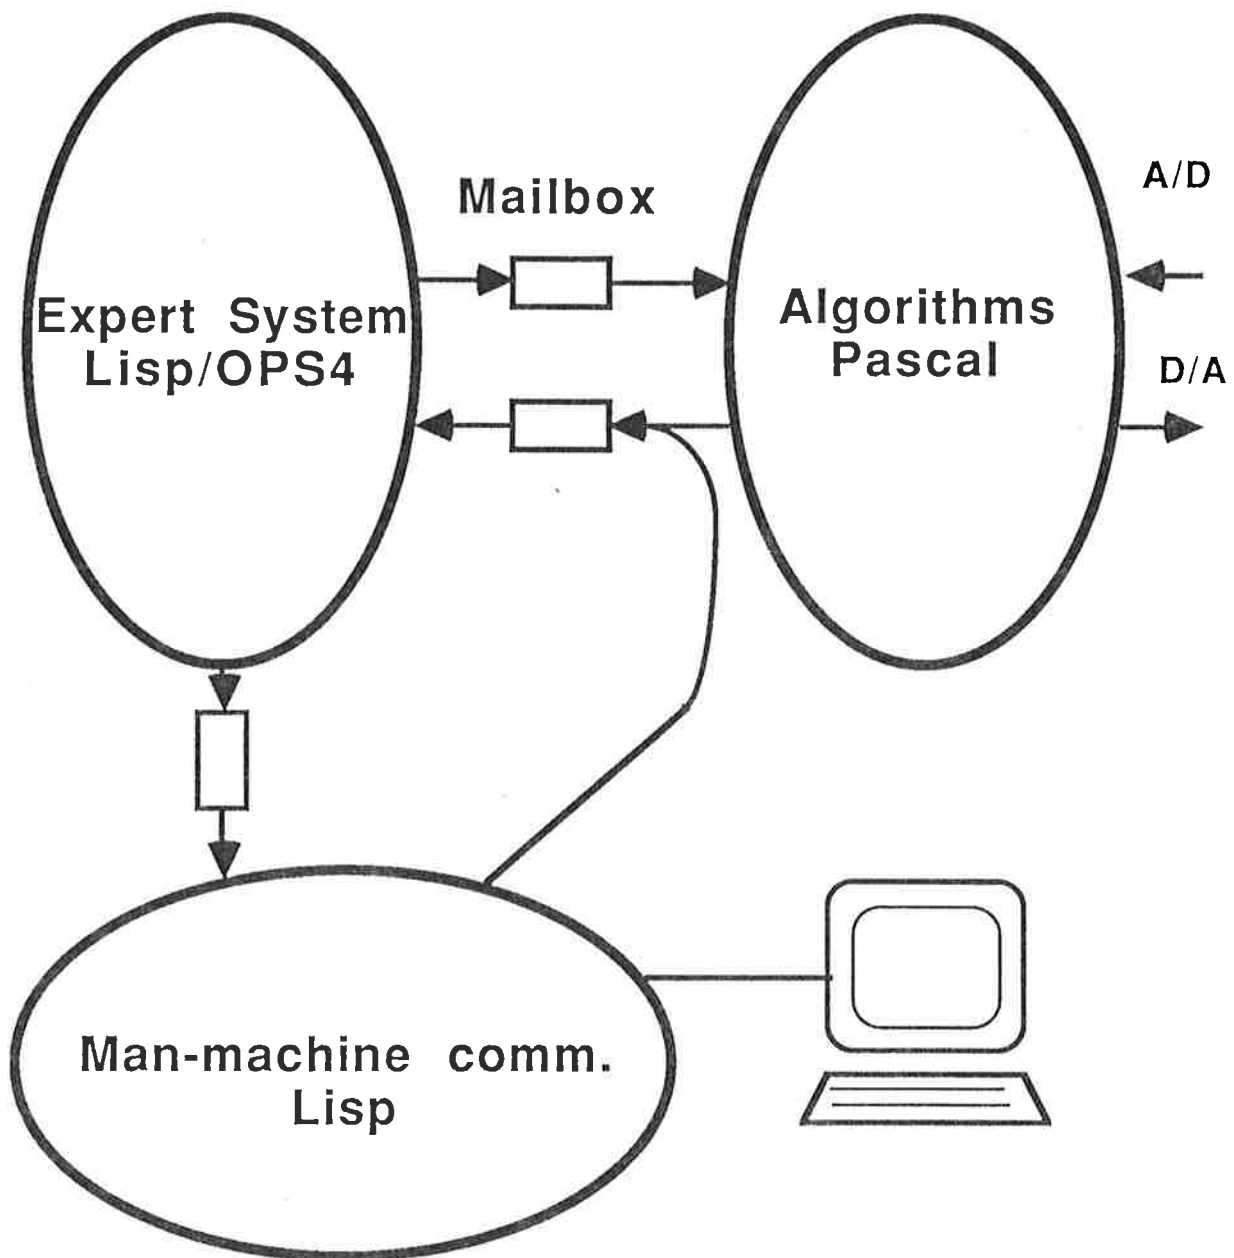 Mailbox
A/D
Expert System
Lisp/OPS4
Algorithms
Pascal
D/A
Man-machine comm.
Lisp